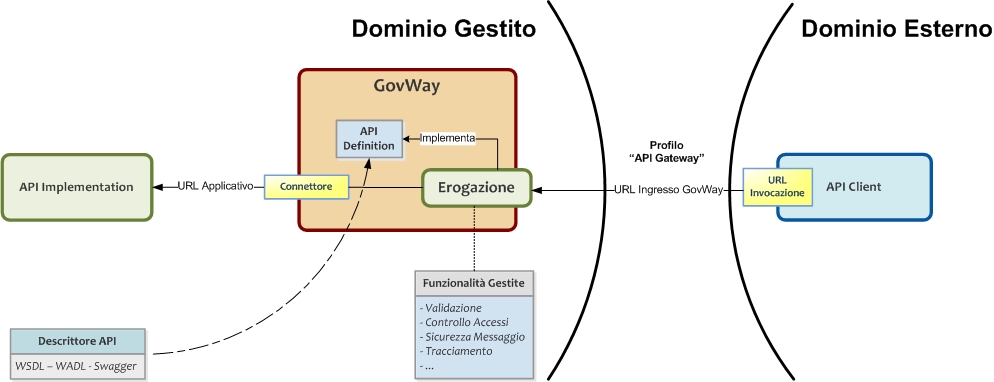 Dominio Gestito
Dominio Esterno
GovWay
API
Definition
Implementa
Profilo
“API Gateway”
API Implementation
URL Applicativo
Connettore
Erogazione
URL Ingresso GovWay
URL
Invocazione
API Client
Funzionalità Gestite
- Validazione
- Controllo Accessi
- Sicurezza Messaggio
- Tracciamento
- ...
Descrittore API
WSDL – WADL - Swagger